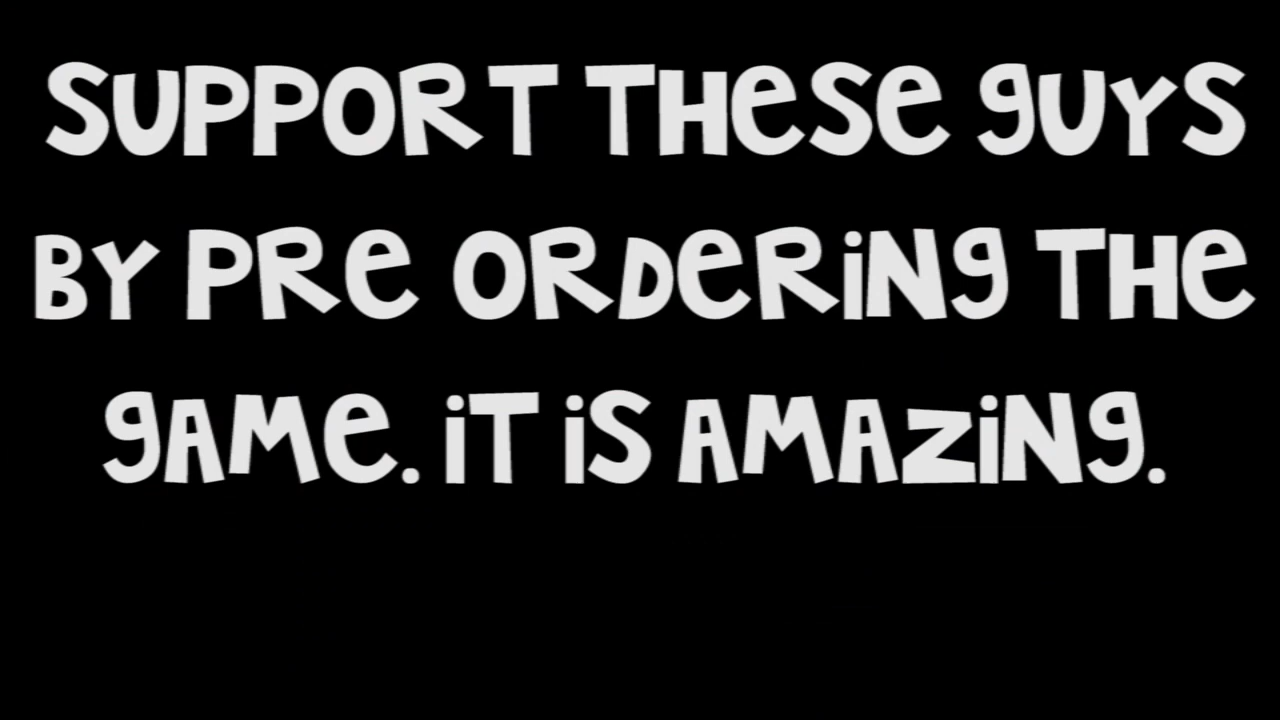 SUPPORT THESE GUYS
BY PRE ORDERING THE
GAME. IT IS AMAZING.